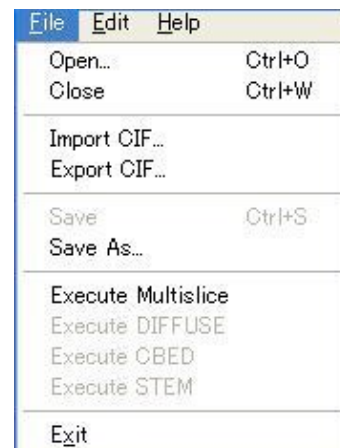 File Edit Help
Open... Ctrl+O
Close Ctrl+W
Import CIF...
Export CIF...
Save Ctrl+S
Save As...
Execute Multislice
Execute DIFFUSE
Execute CBED
Execute STEM
Exit